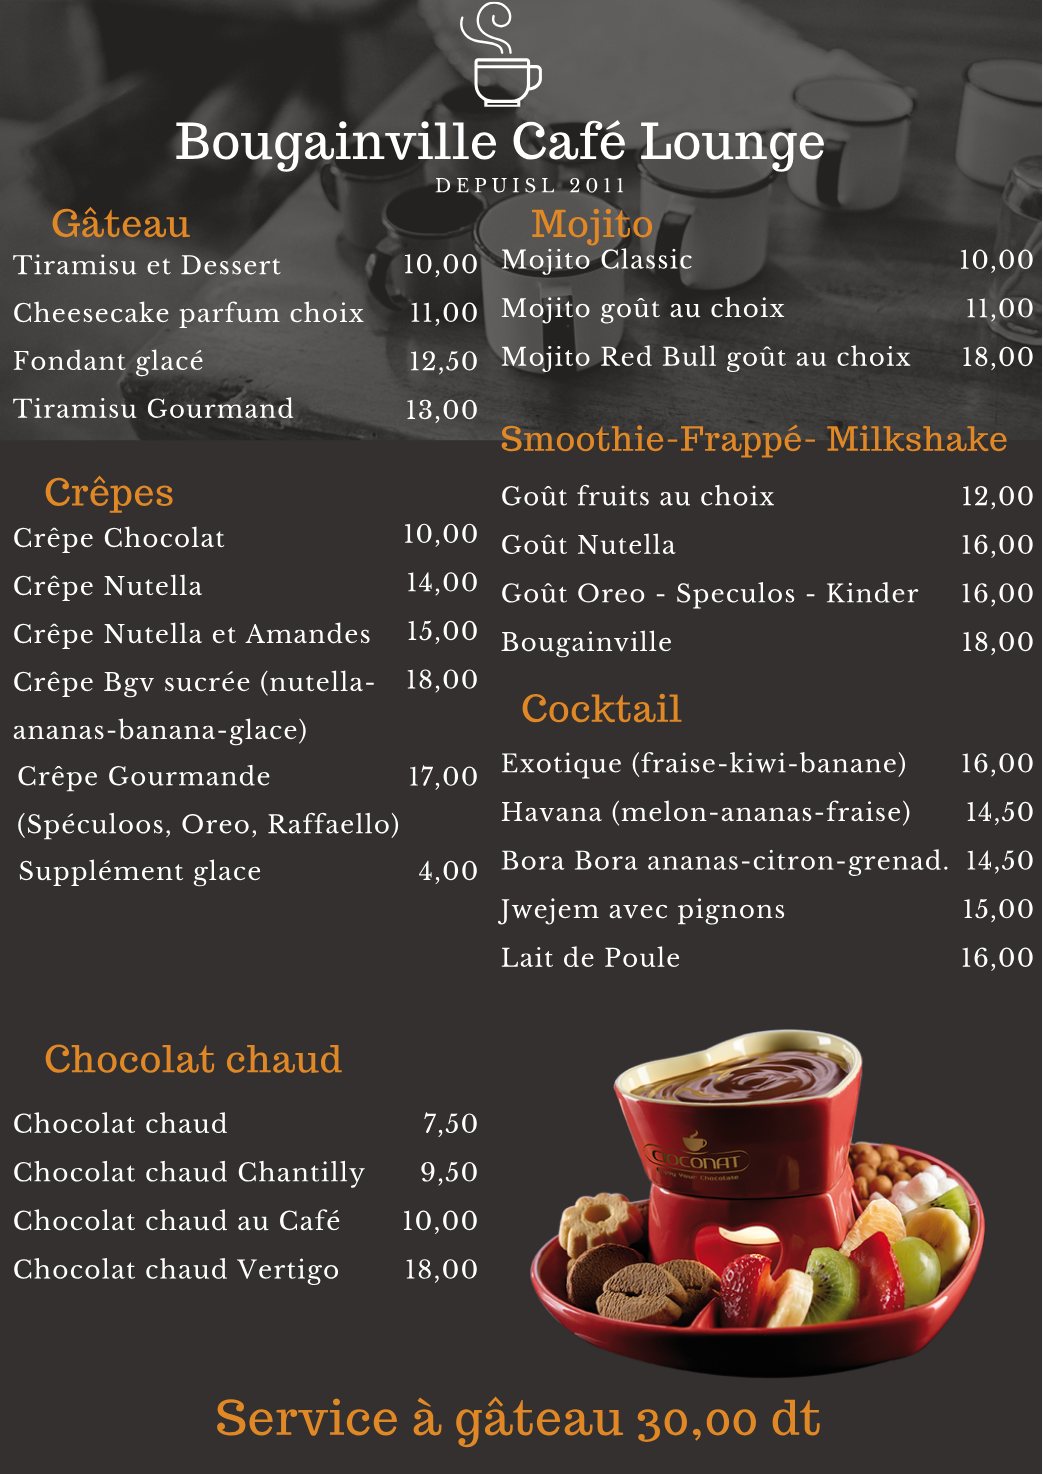 Bougainville Café Lounge
DEPUISL 2011
Gâteau
Tiramisu et Dessert 10,00
Cheesecake parfum choix 11,00
Fondant glacé 12,50
Tiramisu Gourmand 13,00
Crêpes
Crêpe Chocolat 10,00
Crêpe Nutella 14,00
Crêpe Nutella et Amandes 15,00
Crêpe Bgv sucrée (nutella- 18,00
ananas-banana-glace)
Crêpe Gourmande 17,00
(Spéculoos, Oreo, Raffaello)
Supplément glace 4,00
Chocolat chaud
Chocolat chaud 7,50
Chocolat chaud Chantilly 9,50
Chocolat chaud au Café 10,00
Chocolat chaud Vertigo 18,00
Mojito
Mojito Classic 10,00
Mojito goût au choix 11,00
Mojito Red Bull goût au choix 18,00
Smoothie-Frappé- Milkshake
Goût fruits au choix 12,00
Goût Nutella 16,00
Goût Oreo - Speculos - Kinder 16,00
Bougainville 18,00
Cocktail
Exotique (fraise-kiwi-banane) 16,00
Havana (melon-ananas-fraise) 14,50
Bora Bora ananas-citron-grenad. 14,50
Jwejem avec pignons 15,00
Lait de Poule 16,00
COCONAT
Your Chocolate
Service à gâteau 30,00 dt